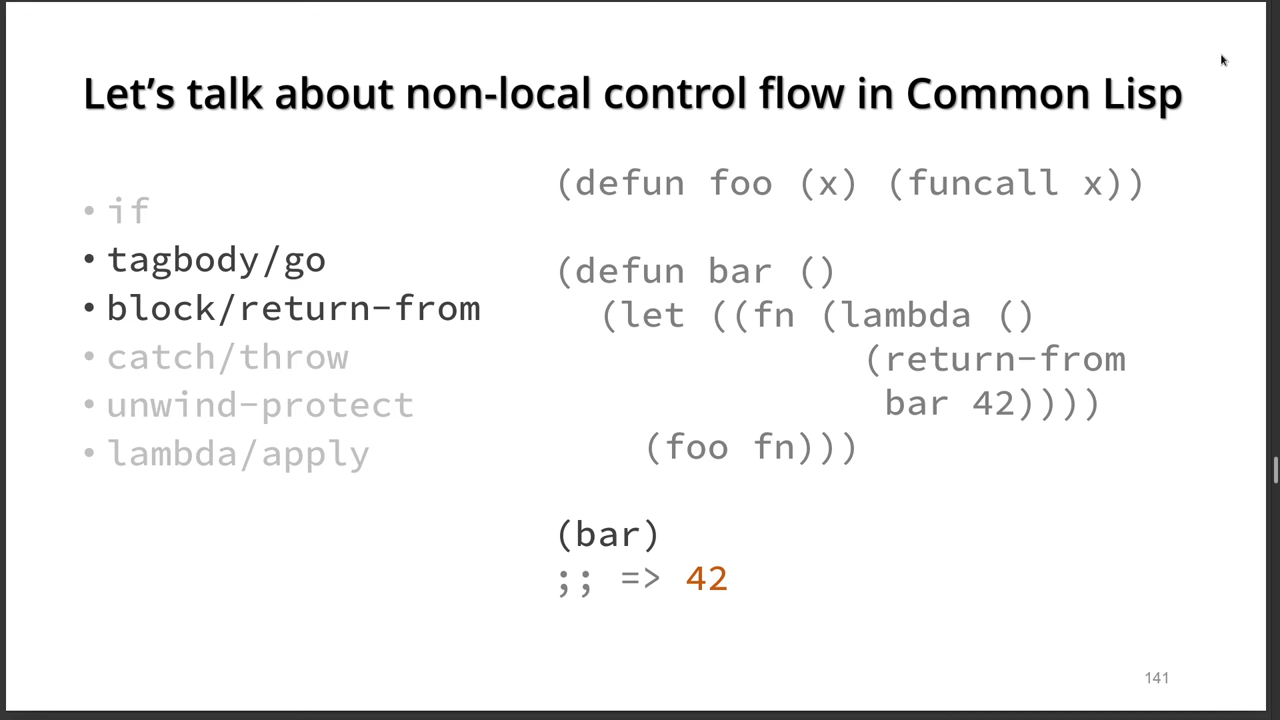 Let’s talk about non-local control flow in Common Lisp
• if
• tagbody/go
• block/return-from
• catch/throw
• unwind-protect
• lambda/apply
(defun foo (x) (funcall x))
(defun bar ()
(let ((fn (lambda ()
(return-from
bar 42))))
(foo fn)))
(bar)
;; => 42
141